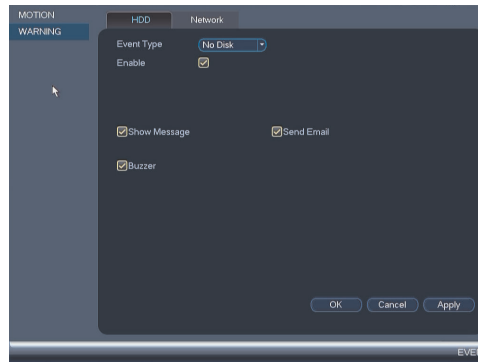 MOTION
WARNING
HDD
Network
Event Type
No Disk
Enable
Show Message
Send Email
Buzzer
OK
Cancel
Apply